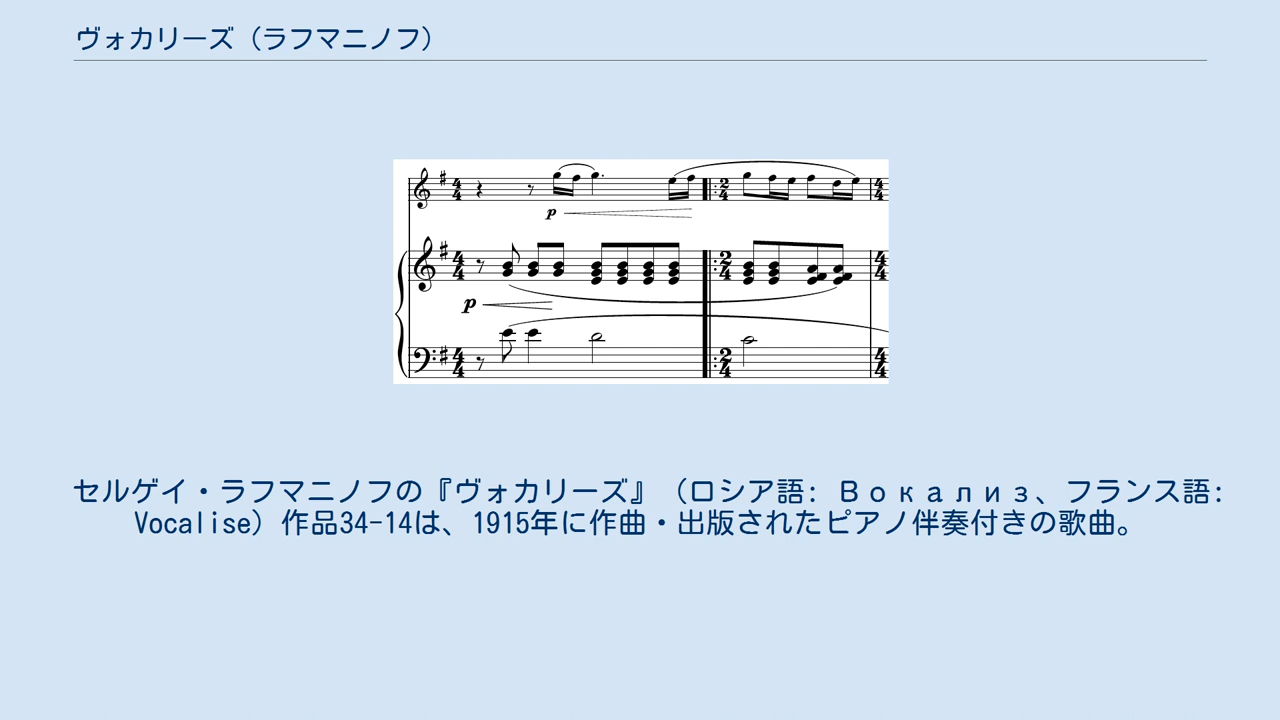 ヴォカリーズ（ラフマニノフ）
p
p
セルゲイ・ラフマニノフの『ヴォカリーズ』（ロシア語: Вокализ、フランス語:
Vocalise）作品34-14は、1915年に作曲・出版されたピアノ伴奏付きの歌曲。